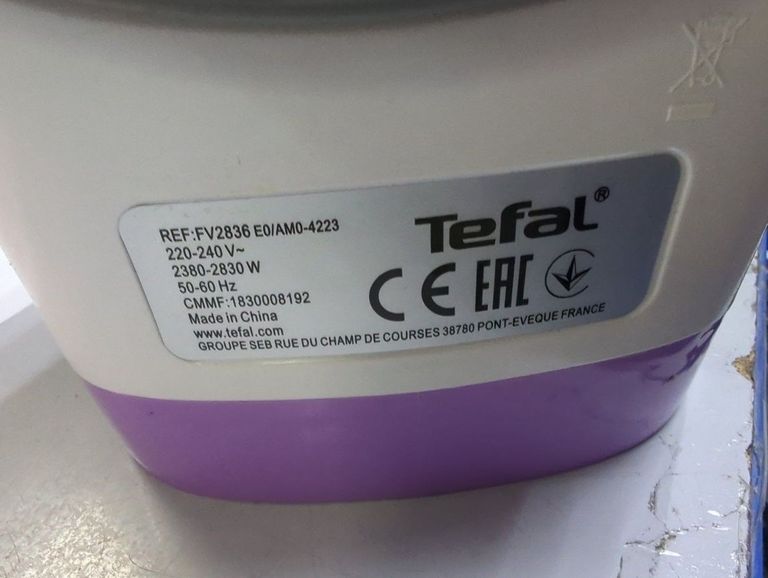 REF:FV2836 E0/AM0-4223
220-240 V~
2380-2830 W
50-60 Hz
CMMF:1830008192
Made in China
www.tefal.com
GROUPE SEB RUE DU CHAMP DE COURSES 38780 PONT-EVEQUE FRANCE
Tefal®
CE EAC